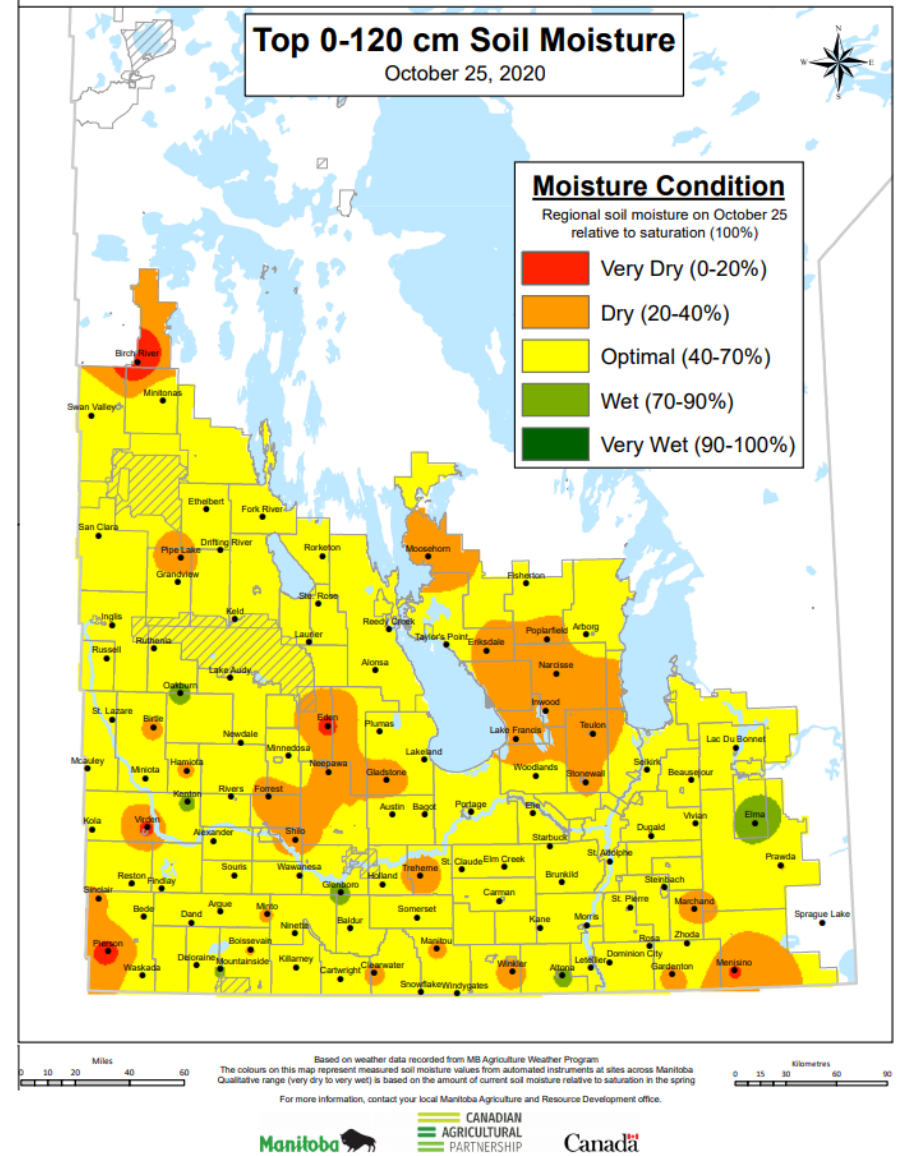 Top 0-120 cm Soil Moisture
October 25, 2020
N
W E
S
Moisture Condition
Regional soil moisture on October 25
relative to saturation (100%)
Very Dry (0-20%)
Dry (20-40%)
Optimal (40-70%)
Wet (70-90%)
Very Wet (90-100%)
Birch River
Minitonas
Swan Valley
Ethelbert
Fork River
San Clara
Drifting River
Pipe Lake
Rorketon
Moosehorn
Grandview
Fisherton
Ste. Rose
Inglis
Keld
Reedy Creek
Laurier
Taylor's Point
Eriksdale
Poplarfield
Arborg
Ruthenia
Russell
Lake Audy
Alonsa
Narcisse
Oakburn
St. Lazare
Birtle
Eden
Plumas
Inwood
Lake Francis
Teulon
Newdale
Minnedosa
Lakeland
Lac Du Bonnet
Mcauley
Miniota
Hamiota
Neepawa
Gladstone
Woodlands
Stonewall
Selkirk
Beausejour
Kenton
Rivers
Forrest
Austin
Bagot
Portage
Elie
Kola
Virden
Alexander
Shilo
Dugald
Vivian
Elma
Starbuck
St. Adolphe
Prawda
Reston
Findlay
Souris
Wawanesa
Glenboro
Holland
Treherne
St. Claude
Elm Creek
Brunkild
Steinbach
Sinclair
Bede
Dand
Argue
Minto
Ninette
Baldur
Somerset
Carman
Kane
Morris
St. Pierre
Marchand
Sprague Lake
Pierson
Waskada
Deloraine
Boissevain
Mountainside
Killarney
Cartwright
Clearwater
Manitou
Snowflake
Windygates
Winkler
Altona
Letellier
Dominion City
Rosa
Zhoda
Gardenton
Menisino
Miles
0 10 20 40 60
Kilometres
0 15 30 60 90
Based on weather data recorded from MB Agriculture Weather Program
The colours on this map represent measured soil moisture values from automated instruments at sites across Manitoba
Qualitative range (very dry to very wet) is based on the amount of current soil moisture relative to saturation in the spring
For more information, contact your local Manitoba Agriculture and Resource Development office.
Manitoba
CANADIAN
AGRICULTURAL
PARTNERSHIP
Canada